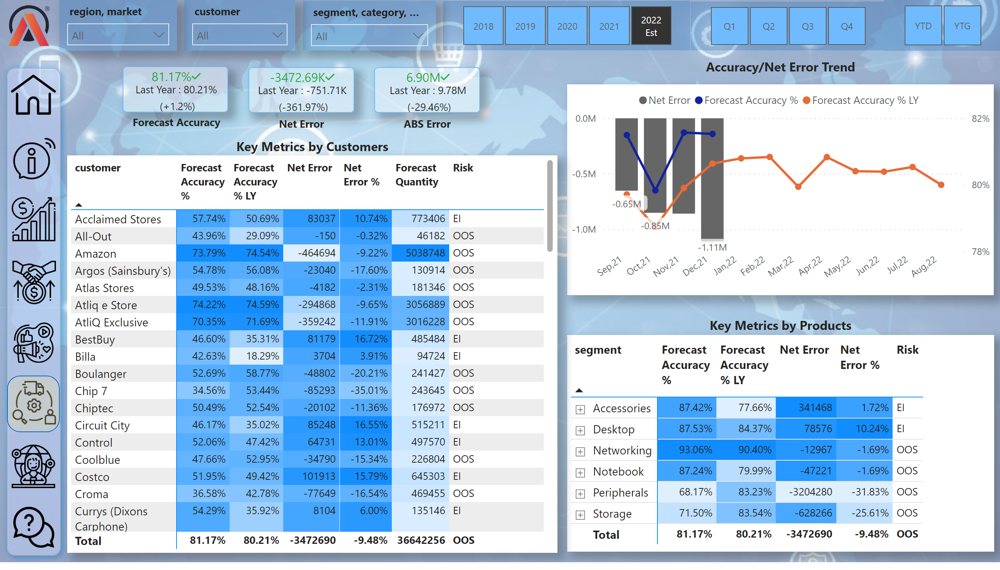 region, market
All
customer
All
segment, category, ...
All
2018
2019
2020
2021
2022
Est
Q1
Q2
Q3
Q4
YTD
YTG
81.17%
Last Year : 80.21%
(+1.2%)
Forecast Accuracy
-3472.69K
Last Year : -751.71K
(-361.97%)
Net Error
6.90M
Last Year : 9.78M
(-29.46%)
ABS Error
Key Metrics by Customers
customer Forecast Forecast Net Error Net Forecast Risk
Accuracy Accuracy Error % Quantity
% % LY
Acclaimed Stores 57.74% 50.69% 83037 10.74% 773406 EI
All-Out 43.96% 29.09% -150 -0.32% 46182 OOS
Amazon 73.79% 74.54% -464694 -9.22% 5038748 OOS
Argos (Sainsbury's) 54.78% 56.08% -23040 -17.60% 130914 OOS
Atlas Stores 49.53% 48.16% -4182 -2.31% 181346 OOS
Atliq e Store 74.22% 74.59% -294868 -9.65% 3056889 OOS
AtliQ Exclusive 70.35% 71.69% -359242 -11.91% 3016228 OOS
BestBuy 46.60% 35.31% 81179 16.72% 485484 EI
Billa 42.63% 18.29% 3704 3.91% 94724 EI
Boulanger 52.69% 58.77% -48802 -20.21% 241427 OOS
Chip 7 34.56% 53.44% -85293 -35.01% 243645 OOS
Chiptec 50.49% 52.54% -20102 -11.36% 176972 OOS
Circuit City 46.17% 35.02% 85248 16.55% 515211 EI
Control 52.06% 47.42% 64731 13.01% 497570 EI
Coolblue 47.66% 52.95% -34790 -15.34% 226804 OOS
Costco 51.95% 49.42% 101913 15.79% 645303 EI
Croma 36.58% 42.78% -77649 -16.54% 469455 OOS
Currys (Dixons 54.29% 35.92% 8104 6.00% 135146 EI
Carphone)
Total 81.17% 80.21% -3472690 -9.48% 36642256 OOS
Accuracy/Net Error Trend
Net Error Forecast Accuracy % Forecast Accuracy % LY
0.0M
-0.5M
-1.0M
82%
80%
78%
-0.65M
-0.85M
-1.11M
Sep,21
Oct,21
Nov,21
Dec,21
Jan,22
Feb,22
Mar,22
Apr,22
May,22
Jun,22
Jul,22
Aug,22
Key Metrics by Products
segment Forecast Forecast Net Error Net Risk
Accuracy Accuracy Error %
% % LY
Accessories 87.42% 77.66% 341468 1.72% EI
Desktop 87.53% 84.37% 78576 10.24% EI
Networking 93.06% 90.40% -12967 -1.69% OOS
Notebook 87.24% 79.99% -47221 -1.69% OOS
Peripherals 68.17% 83.23% -3204280 -31.83% OOS
Storage 71.50% 83.54% -628266 -25.61% OOS
Total 81.17% 80.21% -3472690 -9.48% OOS